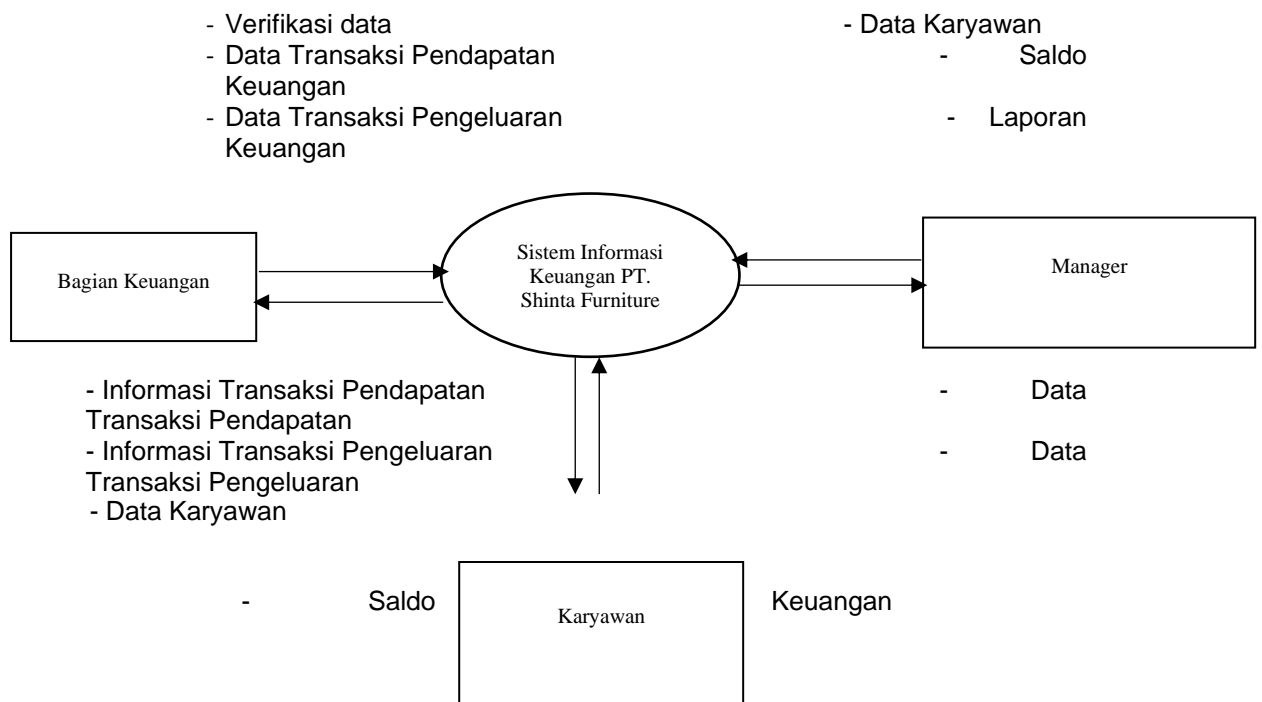 - Verifikasi data - Data Karyawan
- Data Transaksi Pendapatan - Saldo
Keuangan
- Data Transaksi Pengeluaran - Laporan
Keuangan
Bagian Keuangan
Sistem Informasi
Keuangan PT.
Shinta Furniture
Manager
- Informasi Transaksi Pendapatan - Data
Transaksi Pendapatan
- Informasi Transaksi Pengeluaran - Data
Transaksi Pengeluaran
- Data Karyawan
- Saldo Keuangan
Karyawan